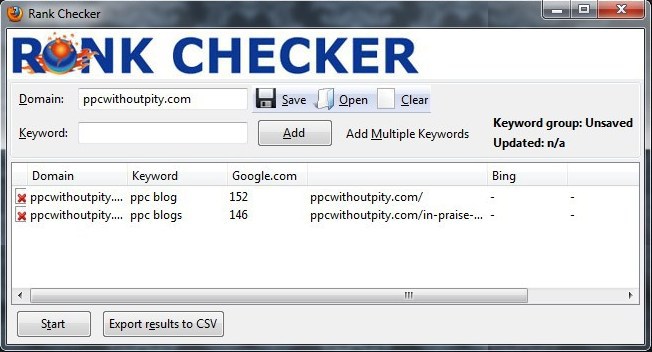 Rank Checker
RANK CHECKER
Domain: ppcwithoutpity.com Save Open Clear
Keyword: Add Add Multiple Keywords
Keyword group: Unsaved
Updated: n/a
Domain Keyword Google.com Bing
ppcwithoutpity.... ppc blog 152 ppcwithoutpity.com/ - -
ppcwithoutpity.... ppc blogs 146 ppcwithoutpity.com/in-praise-... - -
Start Export results to CSV